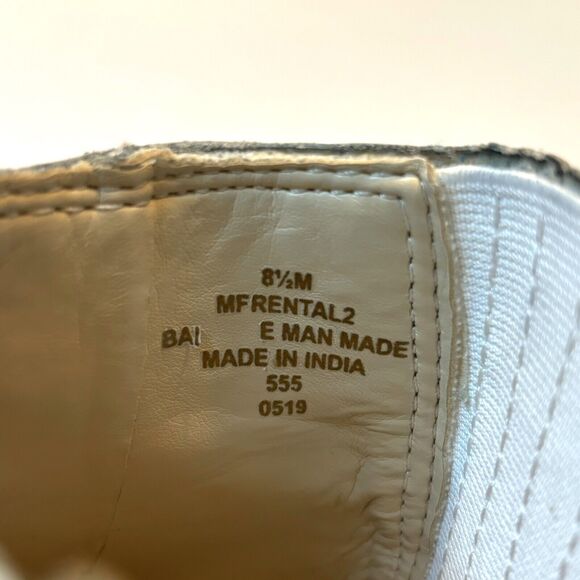 8½M
MFRENTAL2
E MAN MADE
MADE IN INDIA
555
0519